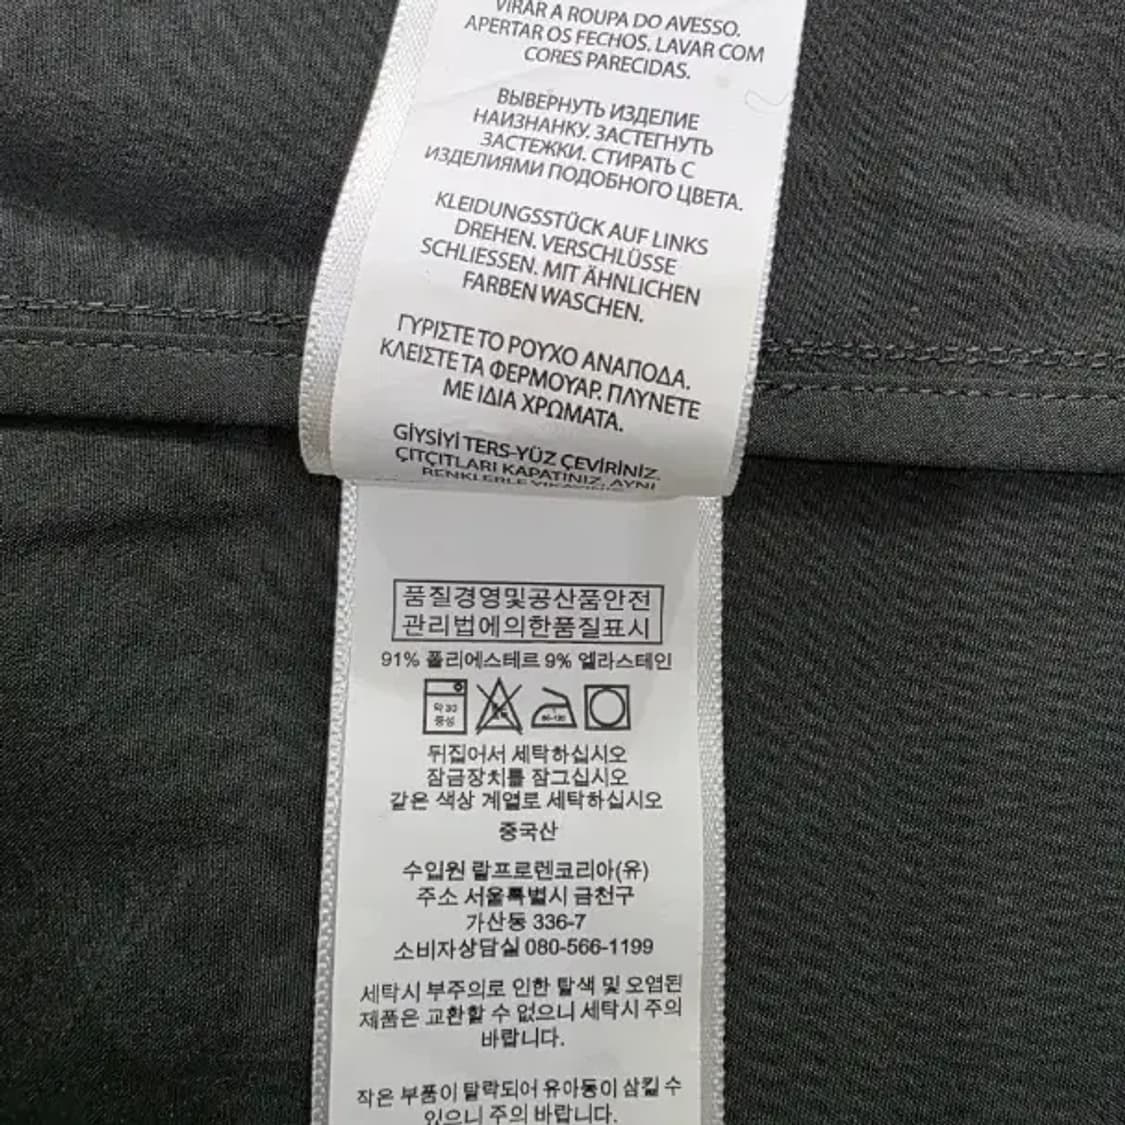 VIRAR A ROUPA DO AVESSO.
APERTAR OS FECHOS. LAVAR COM
CORES PARECIDAS.
ВЫВЕРНУТЬ ИЗДЕЛИЕ
НАИЗНАНКУ. ЗАСТЕГНУТЬ
ЗАСТЕЖКИ. СТИРАТЬ С
ИЗДЕЛИЯМИ ПОДОБНОГО ЦВЕТА.
KLEIDUNGSSTÜCK AUF LINKS
DREHEN. VERSCHLÜSSE
SCHLIESSEN. MIT ÄHNLICHEN
FARBEN WASCHEN.
ΓΥΡΙΣΤΕ ΤΟ ΡΟΥΧΟ ΑΝΑΠΟΔΑ.
ΚΛΕΙΣΤΕ ΤΑ ΦΕΡΜΟΥΑΡ. ΠΛΥΝΕΤΕ
ΜΕ ΙΔΙΑ ΧΡΩΜΑΤΑ.
GİYSİYİ TERS-YÜZ ÇEVİRİNİZ.
ÇITÇITLARI KAPATINIZ. AYNI
RENKLERLE
품질경영및공산품안전
관리법에의한품질표시
91% 폴리에스테르 9% 엘라스테인
약 30
중성
80-120
뒤집어서 세탁하십시오
잠금장치를 잠그십시오
같은 색상 계열로 세탁하십시오
중국산
수입원 랄프로렌코리아(유)
주소 서울특별시 금천구
가산동 336-7
소비자상담실 080-566-1199
세탁시 부주의로 인한 탈색 및 오염된
제품은 교환할 수 없으니 세탁시 주의
바랍니다.
작은 부품이 탈락되어 유아동이 삼킬 수
있으니 주의 바랍니다.